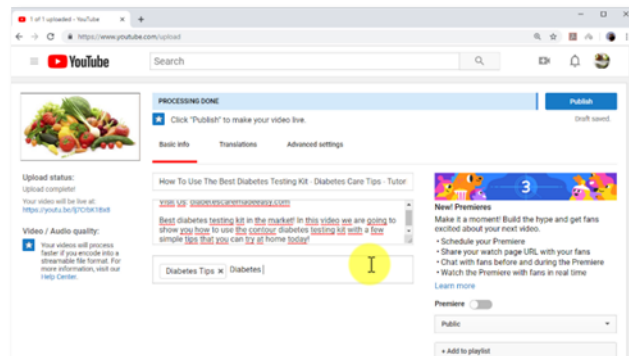 1 of 1 uploaded - YouTube
https://www.youtube.com/upload
YouTube
Search
PROCESSING DONE
Publish
Click "Publish" to make your video live.
Draft saved.
Basic info
Translations
Advanced settings
Upload status:
Upload complete!
Your video will be live at:
Video / Audio quality:
Your videos will process
faster if you encode into a
streamable file format. For
more information, visit our
Help Center.
How To Use The Best Diabetes Testing Kit - Diabetes Care Tips - Tutor
Visit Us: diabetescaremadeeasy.com
Best diabetes testing kit in the market! In this video we are going to
show you how to use the contour diabetes testing kit with a few
simple tips that you can try at home today!
Diabetes Tips × Diabetes
3
New! Premieres
Make it a moment! Build the hype and get fans
excited about your next video.
• Schedule your Premiere
• Share your watch page URL with your fans
• Chat with fans before and during the Premiere
• Watch the Premiere with fans in real time
Learn more
Premiere
Public
+ Add to playlist